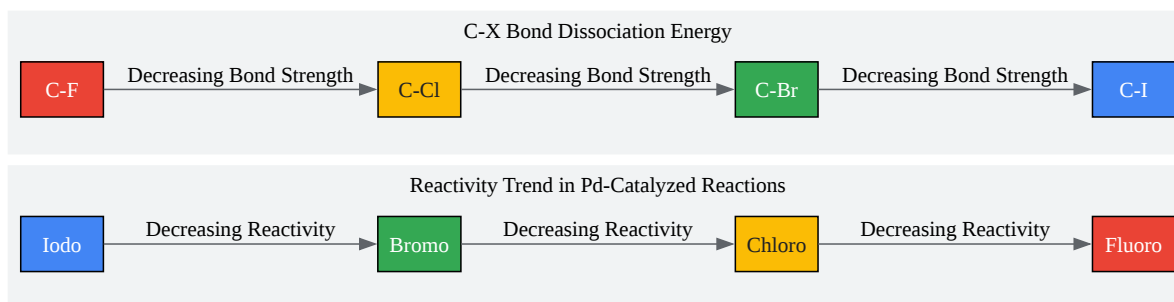 C-X Bond Dissociation Energy
C-F Decreasing Bond Strength C-Cl Decreasing Bond Strength C-Br Decreasing Bond Strength C-I
Reactivity Trend in Pd-Catalyzed Reactions
Iodo Decreasing Reactivity Bromo Decreasing Reactivity Chloro Decreasing Reactivity Fluoro